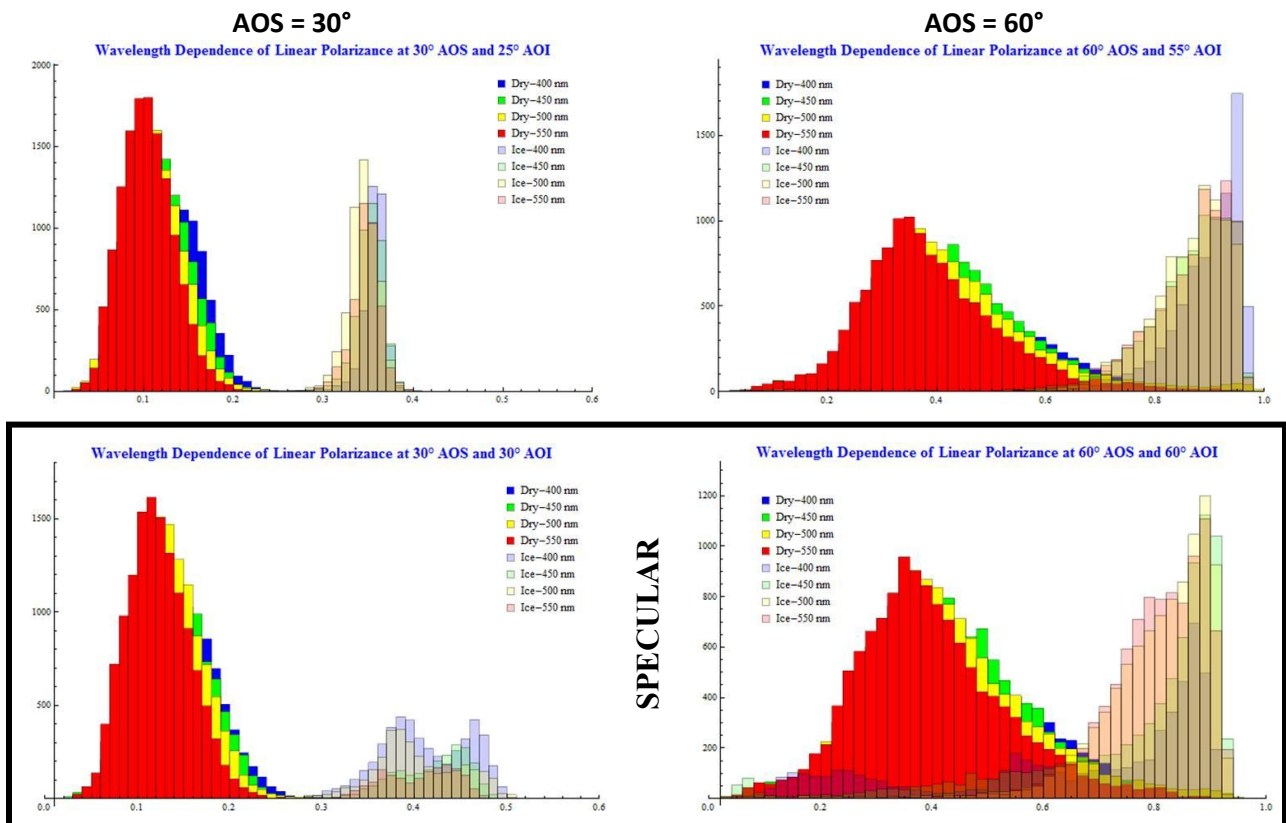 AOS = 30°
AOS = 60°
Wavelength Dependence of Linear Polarizance at 30° AOS and 25° AOI
2000
1500
1000
500
0
0.1
0.2
0.3
0.4
0.5
0.6
Dry–400 nm
Dry–450 nm
Dry–500 nm
Dry–550 nm
Ice–400 nm
Ice–450 nm
Ice–500 nm
Ice–550 nm
Wavelength Dependence of Linear Polarizance at 60° AOS and 55° AOI
1500
1000
500
0
0.2
0.4
0.6
0.8
1.0
Dry–400 nm
Dry–450 nm
Dry–500 nm
Dry–550 nm
Ice–400 nm
Ice–450 nm
Ice–500 nm
Ice–550 nm
Wavelength Dependence of Linear Polarizance at 30° AOS and 30° AOI
1500
1000
500
0
0.0
0.1
0.2
0.3
0.4
0.5
0.6
Dry–400 nm
Dry–450 nm
Dry–500 nm
Dry–550 nm
Ice–400 nm
Ice–450 nm
Ice–500 nm
Ice–550 nm
SPECULAR
Wavelength Dependence of Linear Polarizance at 60° AOS and 60° AOI
1200
1000
800
600
400
200
0
0.0
0.2
0.4
0.6
0.8
1.0
Dry–400 nm
Dry–450 nm
Dry–500 nm
Dry–550 nm
Ice–400 nm
Ice–450 nm
Ice–500 nm
Ice–550 nm